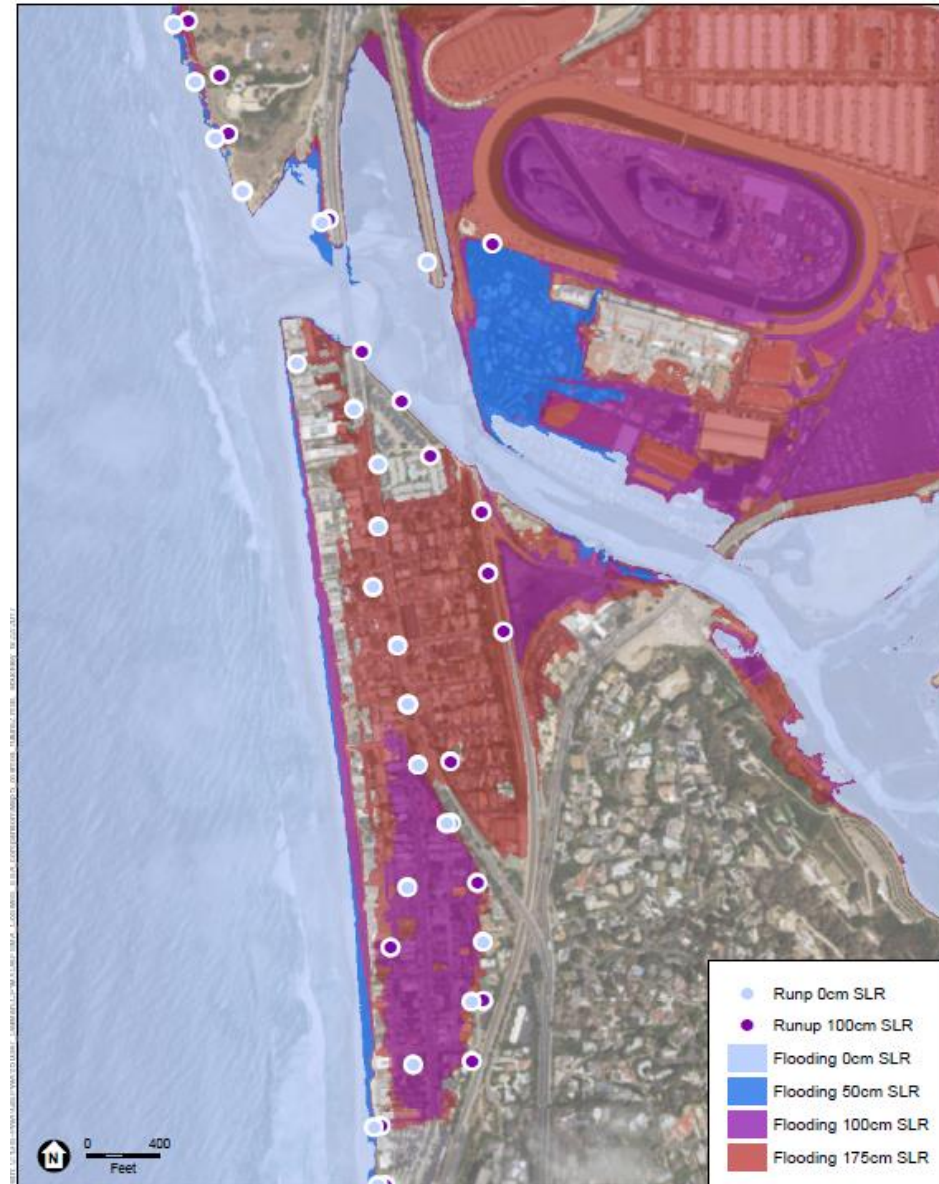 Runp 0cm SLR
Runup 100cm SLR
Flooding 0cm SLR
Flooding 50cm SLR
Flooding 100cm SLR
Flooding 175cm SLR
N
0 400
Feet